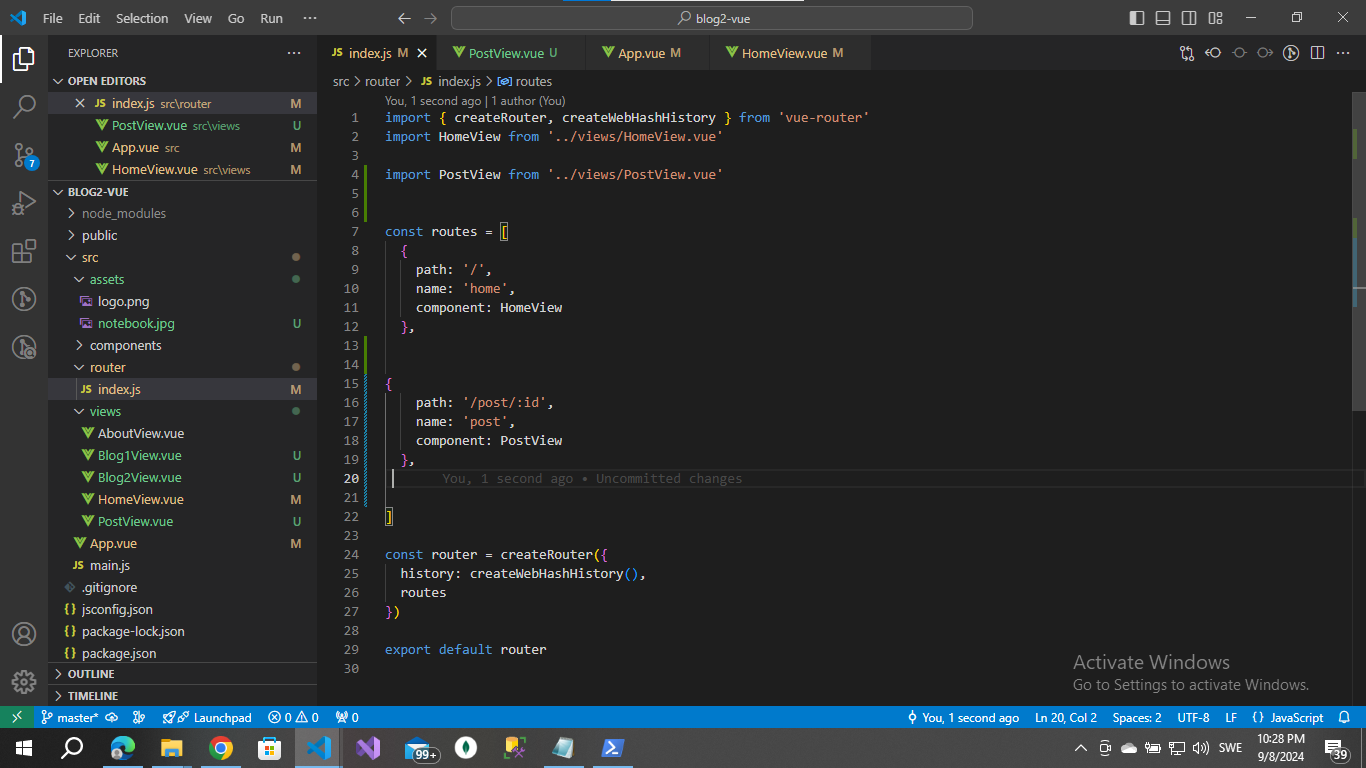 File Edit Selection View Go Run ··· ← → blog2-vue
EXPLORER ···
OPEN EDITORS
× JS index.js src\router M
PostView.vue src\views U
App.vue src M
HomeView.vue src\views M
BLOG2-VUE
node_modules
public
src
assets
logo.png
notebook.jpg U
components
router
JS index.js M
views
AboutView.vue
Blog1View.vue U
Blog2View.vue U
HomeView.vue M
PostView.vue U
App.vue M
JS main.js
.gitignore
{} jsconfig.json
{} package-lock.json
{} package.json
OUTLINE
TIMELINE
7
JS index.js M × PostView.vue U App.vue M HomeView.vue M
src > router > JS index.js > routes
You, 1 second ago | 1 author (You)
1 import { createRouter, createWebHashHistory } from 'vue-router'
2 import HomeView from '../views/HomeView.vue'
3
4 import PostView from '../views/PostView.vue'
5
6
7 const routes = [
8 {
9 path: '/',
10 name: 'home',
11 component: HomeView
12 },
13
14
15 {
16 path: '/post/:id',
17 name: 'post',
18 component: PostView
19 },
20 You, 1 second ago • Uncommitted changes
21
22 ]
23
24 const router = createRouter({
25 history: createWebHashHistory(),
26 routes
27 })
28
29 export default router
30
Activate Windows
Go to Settings to activate Windows.
master* Launchpad 0 0 0 You, 1 second ago Ln 20, Col 2 Spaces: 2 UTF-8 LF {} JavaScript
99+ SWE 10:28 PM
9/8/2024 39